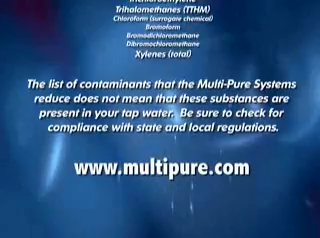 Trihalomethanes (TTHM)
Chloroform (surrogate chemical)
Bromoform
Bromodichloromethane
Dibromochloromethane
Xylenes (total)
The list of contaminants that the Multi-Pure Systems
reduce does not mean that these substances are
present in your tap water. Be sure to check for
compliance with state and local regulations.
www.multipure.com